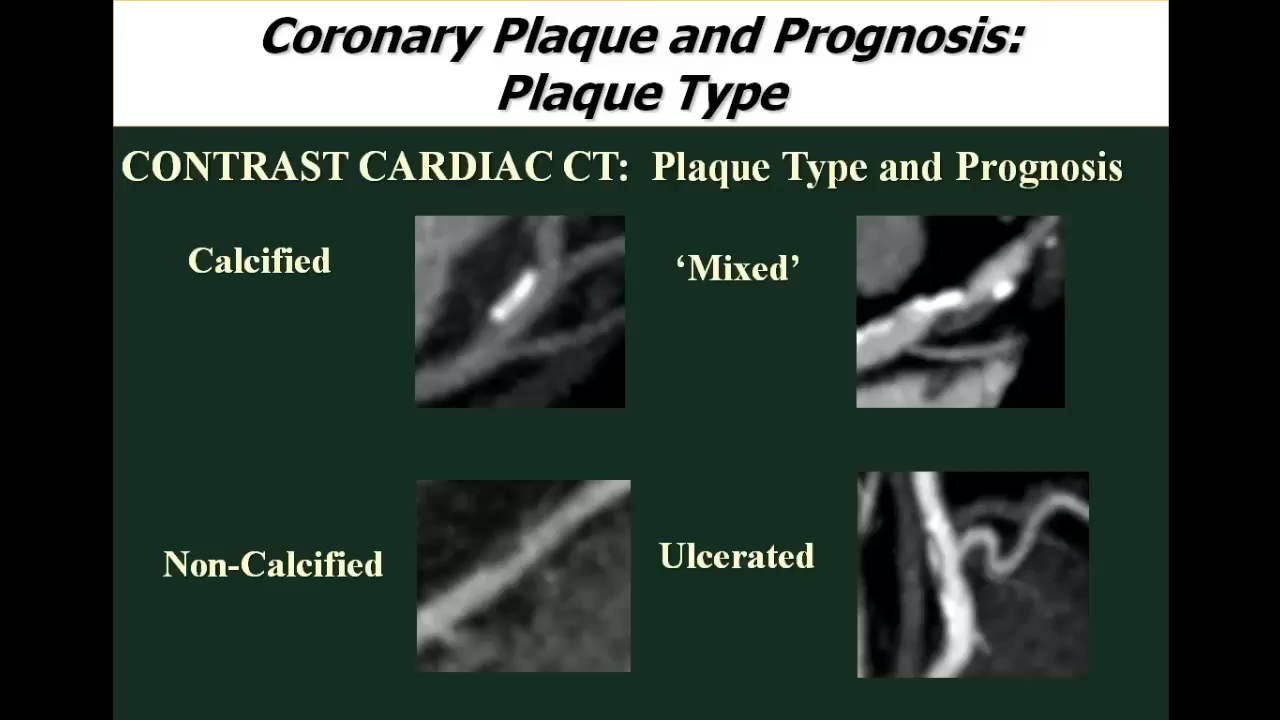 Coronary Plaque and Prognosis:
Plaque Type
CONTRAST CARDIAC CT: Plaque Type and Prognosis
Calcified
‘Mixed’
Non-Calcified
Ulcerated